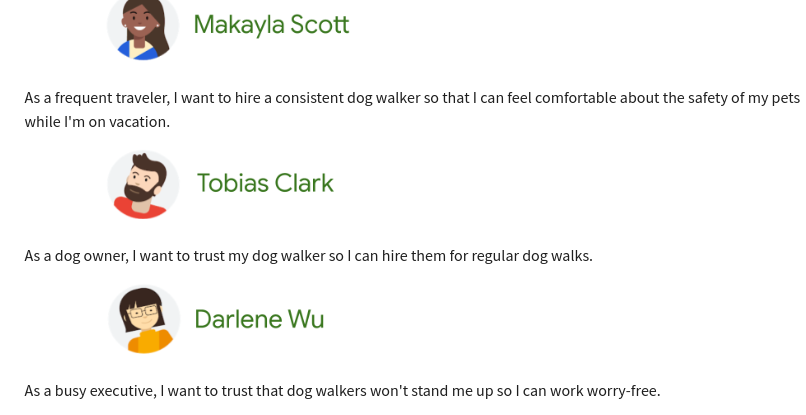 Makayla Scott
As a frequent traveler, I want to hire a consistent dog walker so that I can feel comfortable about the safety of my pets
while I'm on vacation.
Tobias Clark
As a dog owner, I want to trust my dog walker so I can hire them for regular dog walks.
Darlene Wu
As a busy executive, I want to trust that dog walkers won't stand me up so I can work worry-free.